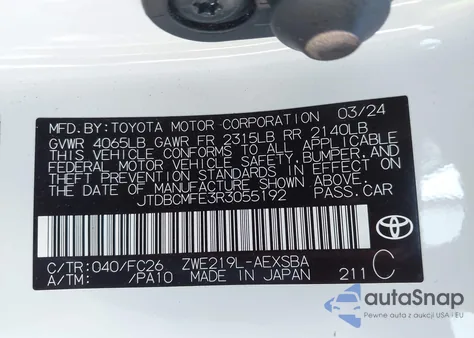 MFD. BY: TOYOTA MOTOR CORPORATION 03/24
GVWR 4065LB GAWR FR 2315LB RR 2140LB
THIS VEHICLE CONFORMS TO ALL APPLICABLE
FEDERAL MOTOR VEHICLE SAFETY, BUMPER, AND
THEFT PREVENTION STANDARDS IN EFFECT ON
THE DATE OF MANUFACTURE SHOWN ABOVE.
JTDBCMFE3R3055192 PASS. CAR
C/TR: 040/FC26 ZWE219L-AEXSBA
A/TM: /PA10 MADE IN JAPAN 211 C
autoSnap
Pewne auta z aukcji USA i EU